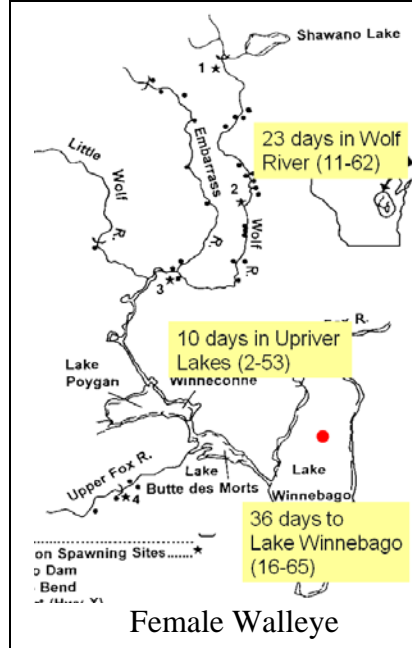 Shawano Lake
1
Embarrass
R.
23 days in Wolf
River (11-62)
Little
Wolf
R.
2
Wolf
R.
3
10 days in Upriver
Lakes (2-53)
R.
Lake
Poygan
Winneconne
Upper Fox R.
4
Lake
Butte des Morts
Lake
Winnebago
36 days to
Lake Winnebago
(16-65)
on Spawning Sites
Dam
Bend
Female Walleye